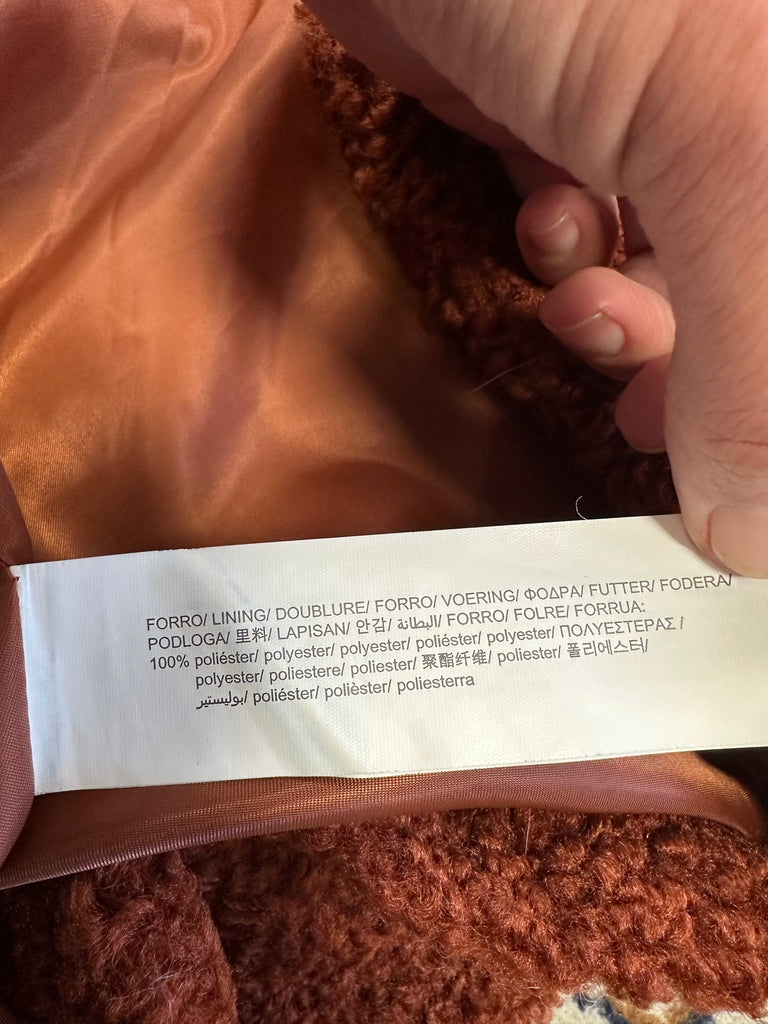 FORRO/ LINING/ DOUBLURE/ FORRO/ VOERING/ ΦΟΔΡΑ/ FUTTER/ FODERA/
PODLOGA/ 里料/ LAPISAN/ 안감/ البطانة/ FORRO/ FOLRE/ FORRUA:
100% poliéster/ polyester/ polyester/ poliéster/ polyester/ ΠΟΛΥΕΣΤΕΡΑΣ /
polyester/ poliestere/ poliester/ 聚酯纤维/ poliester/ 폴리에스터/
بوليستير/ poliéster/ polièster/ poliesterra